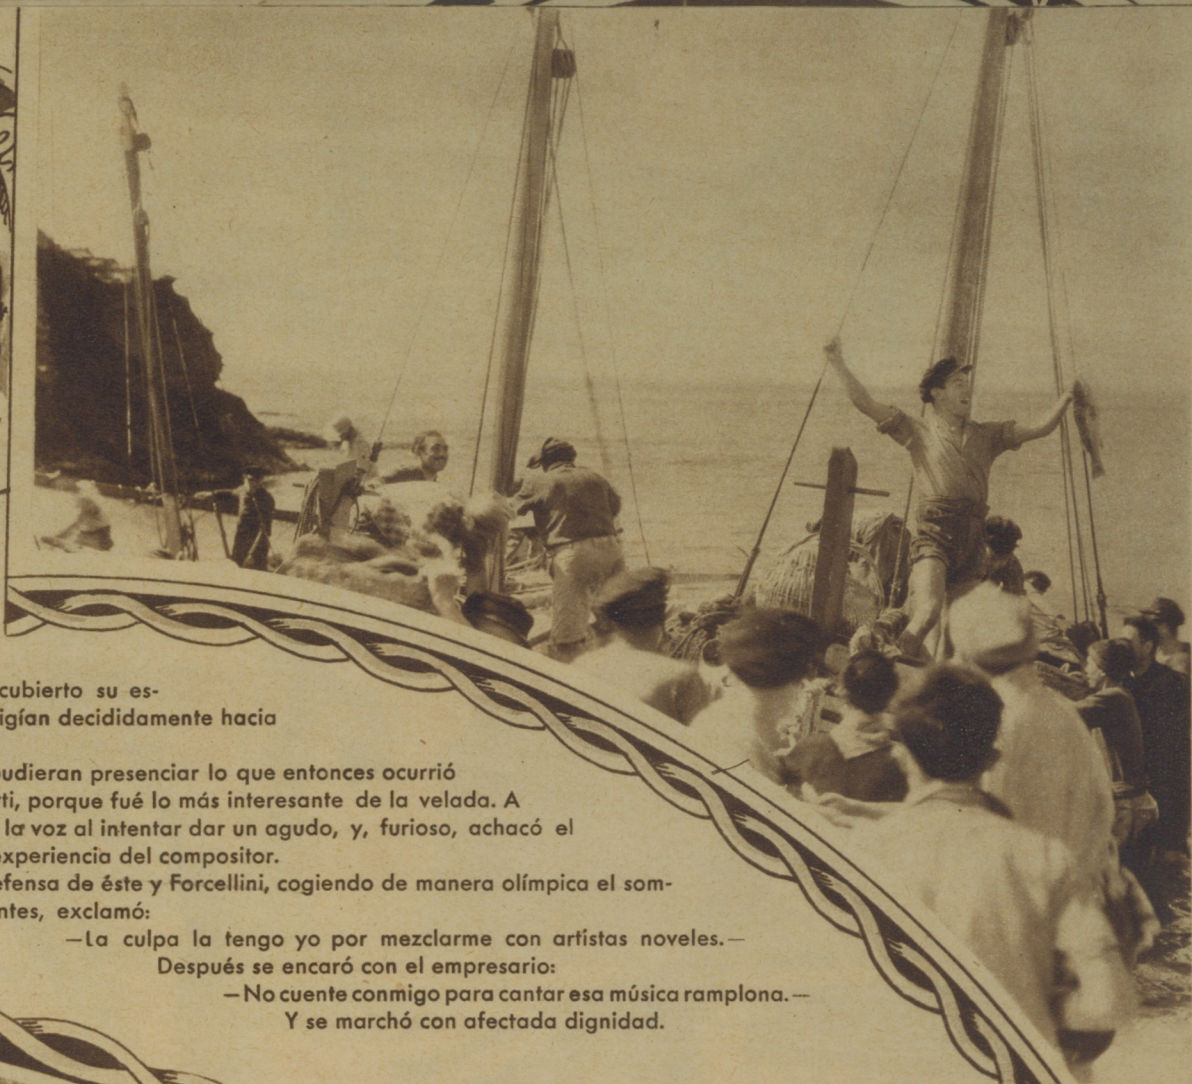 cubierto su es-
igían decididamente hacia
udieran presenciar lo que entonces ocurrió
ti, porque fué lo más interesante de la velada. A
la voz al intentar dar un agudo, y, furioso, achacó el
xperiencia del compositor.
efensa de éste y Forcellini, cogiendo de manera olímpica el som-
ntes, exclamó:
—La culpa la tengo yo por mezclarme con artistas noveles.—
Después se encaró con el empresario:
—No cuente conmigo para cantar esa música ramplona.—
Y se marchó con afectada dignidad.